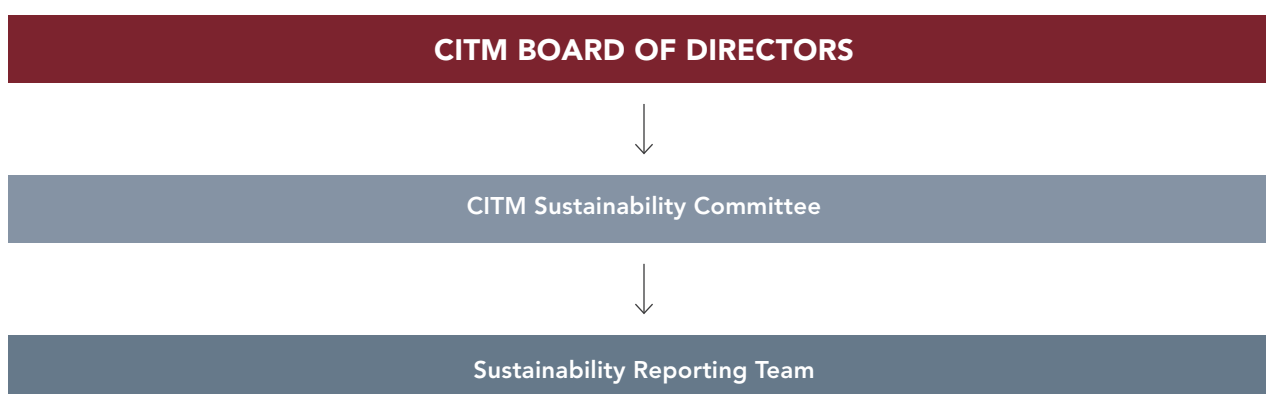 CITM BOARD OF DIRECTORS
CITM Sustainability Committee
Sustainability Reporting Team